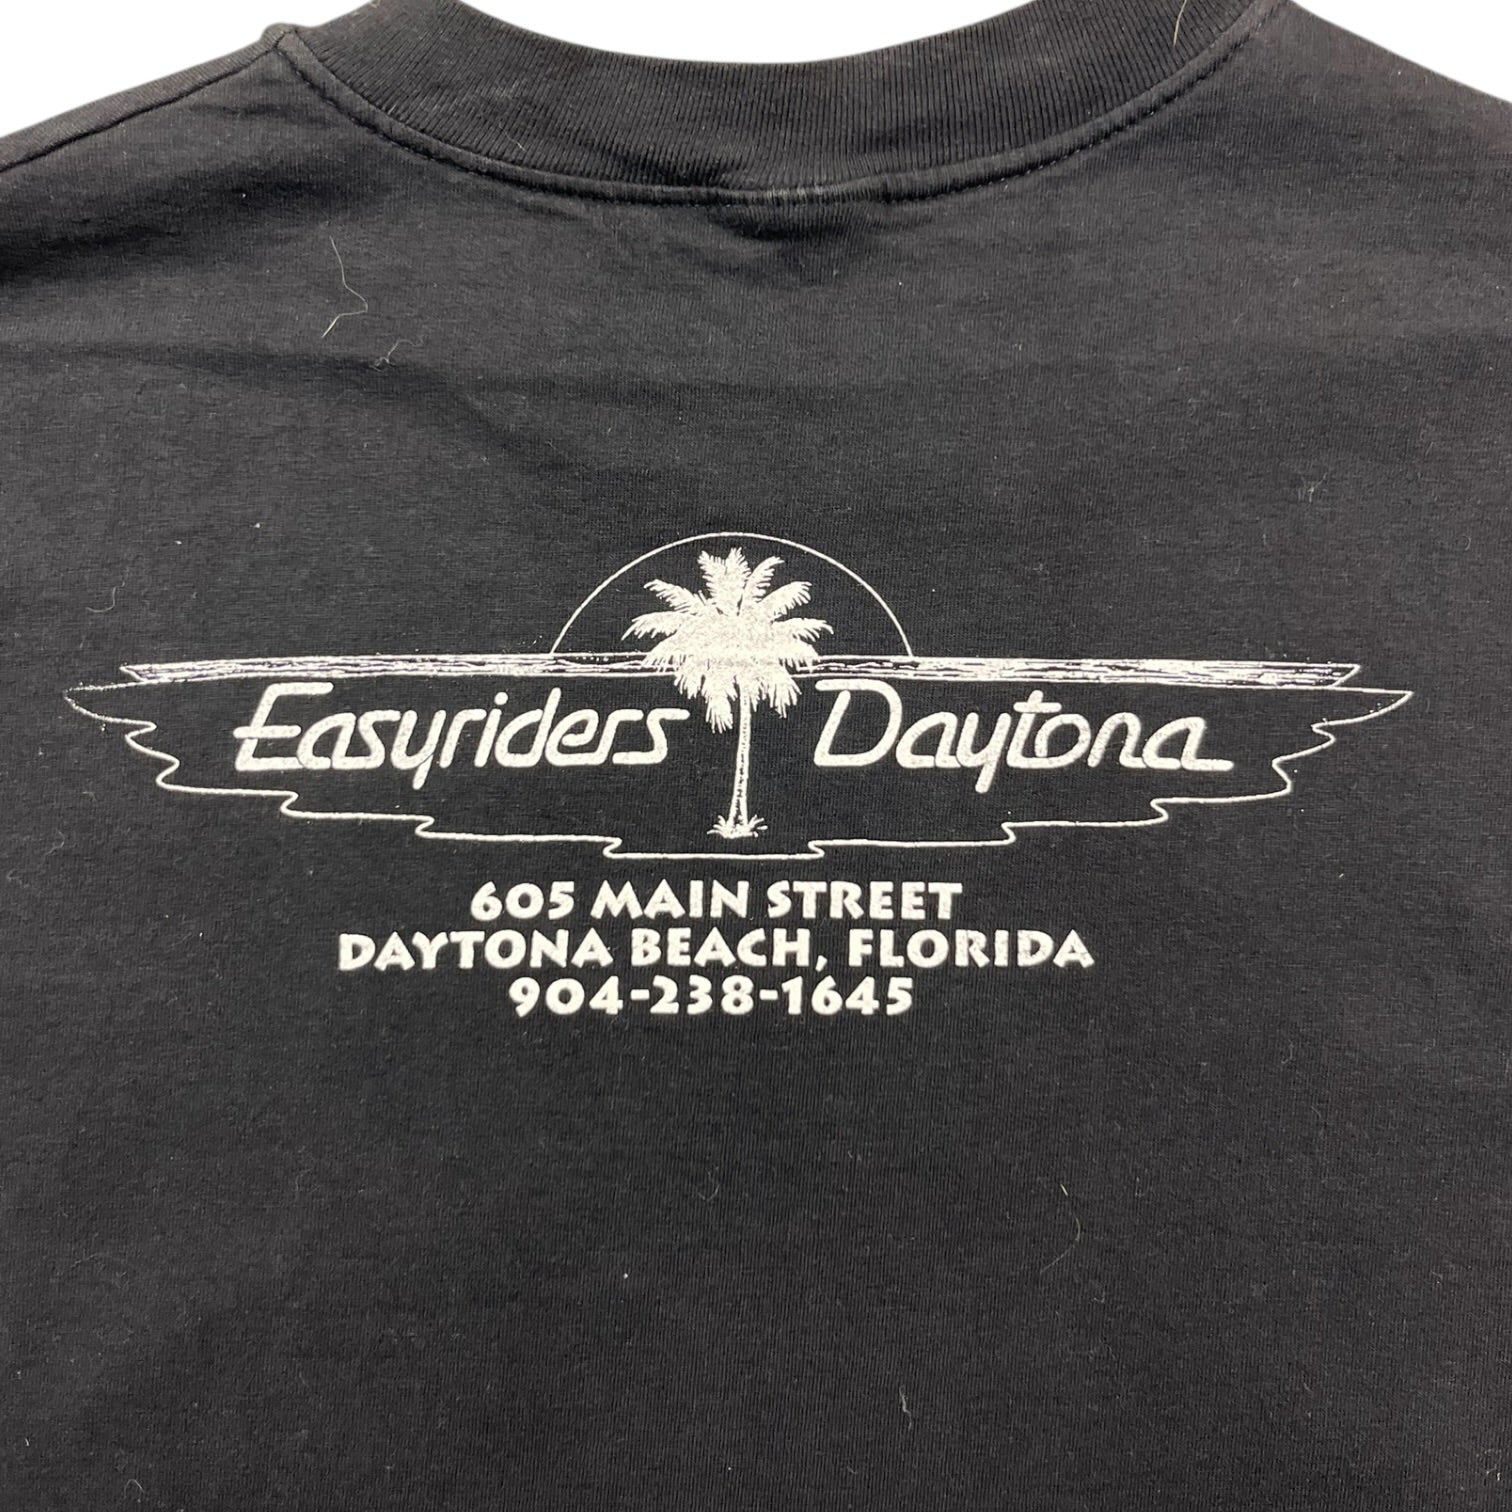 Easyriders Daytona
605 MAIN STREET
DAYTONA BEACH, FLORIDA
904-238-1645